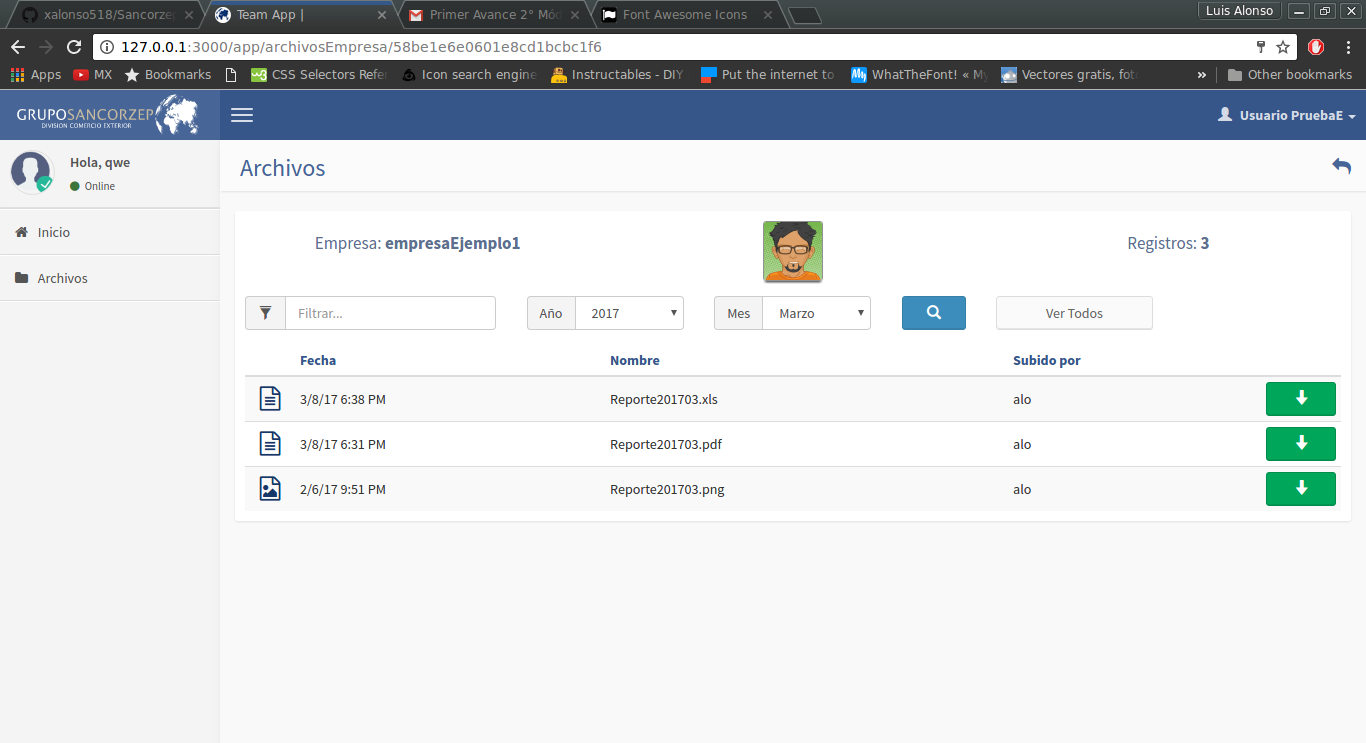 Luis Alonso
xalonso518/Sancorze
Team App |
Primer Avance 2° Mód
Font Awesome Icons
127.0.0.1:3000/app/archivosEmpresa/58be1e6e0601e8cd1bcbc1f6
Apps MX Bookmarks CSS Selectors Refer Icon search engine Instructables - DIY Put the internet to WhatTheFont! « My Vectores gratis, fot » Other bookmarks
GRUPOSANCORZEP
DIVISION COMERCIO EXTERIOR
Usuario PruebaE
Hola, qwe
Online
Inicio
Archivos
Archivos
Empresa: empresaEjemplo1
Registros: 3
Filtrar... Año 2017 Mes Marzo Ver Todos
Fecha Nombre Subido por
3/8/17 6:38 PM Reporte201703.xls alo
3/8/17 6:31 PM Reporte201703.pdf alo
2/6/17 9:51 PM Reporte201703.png alo